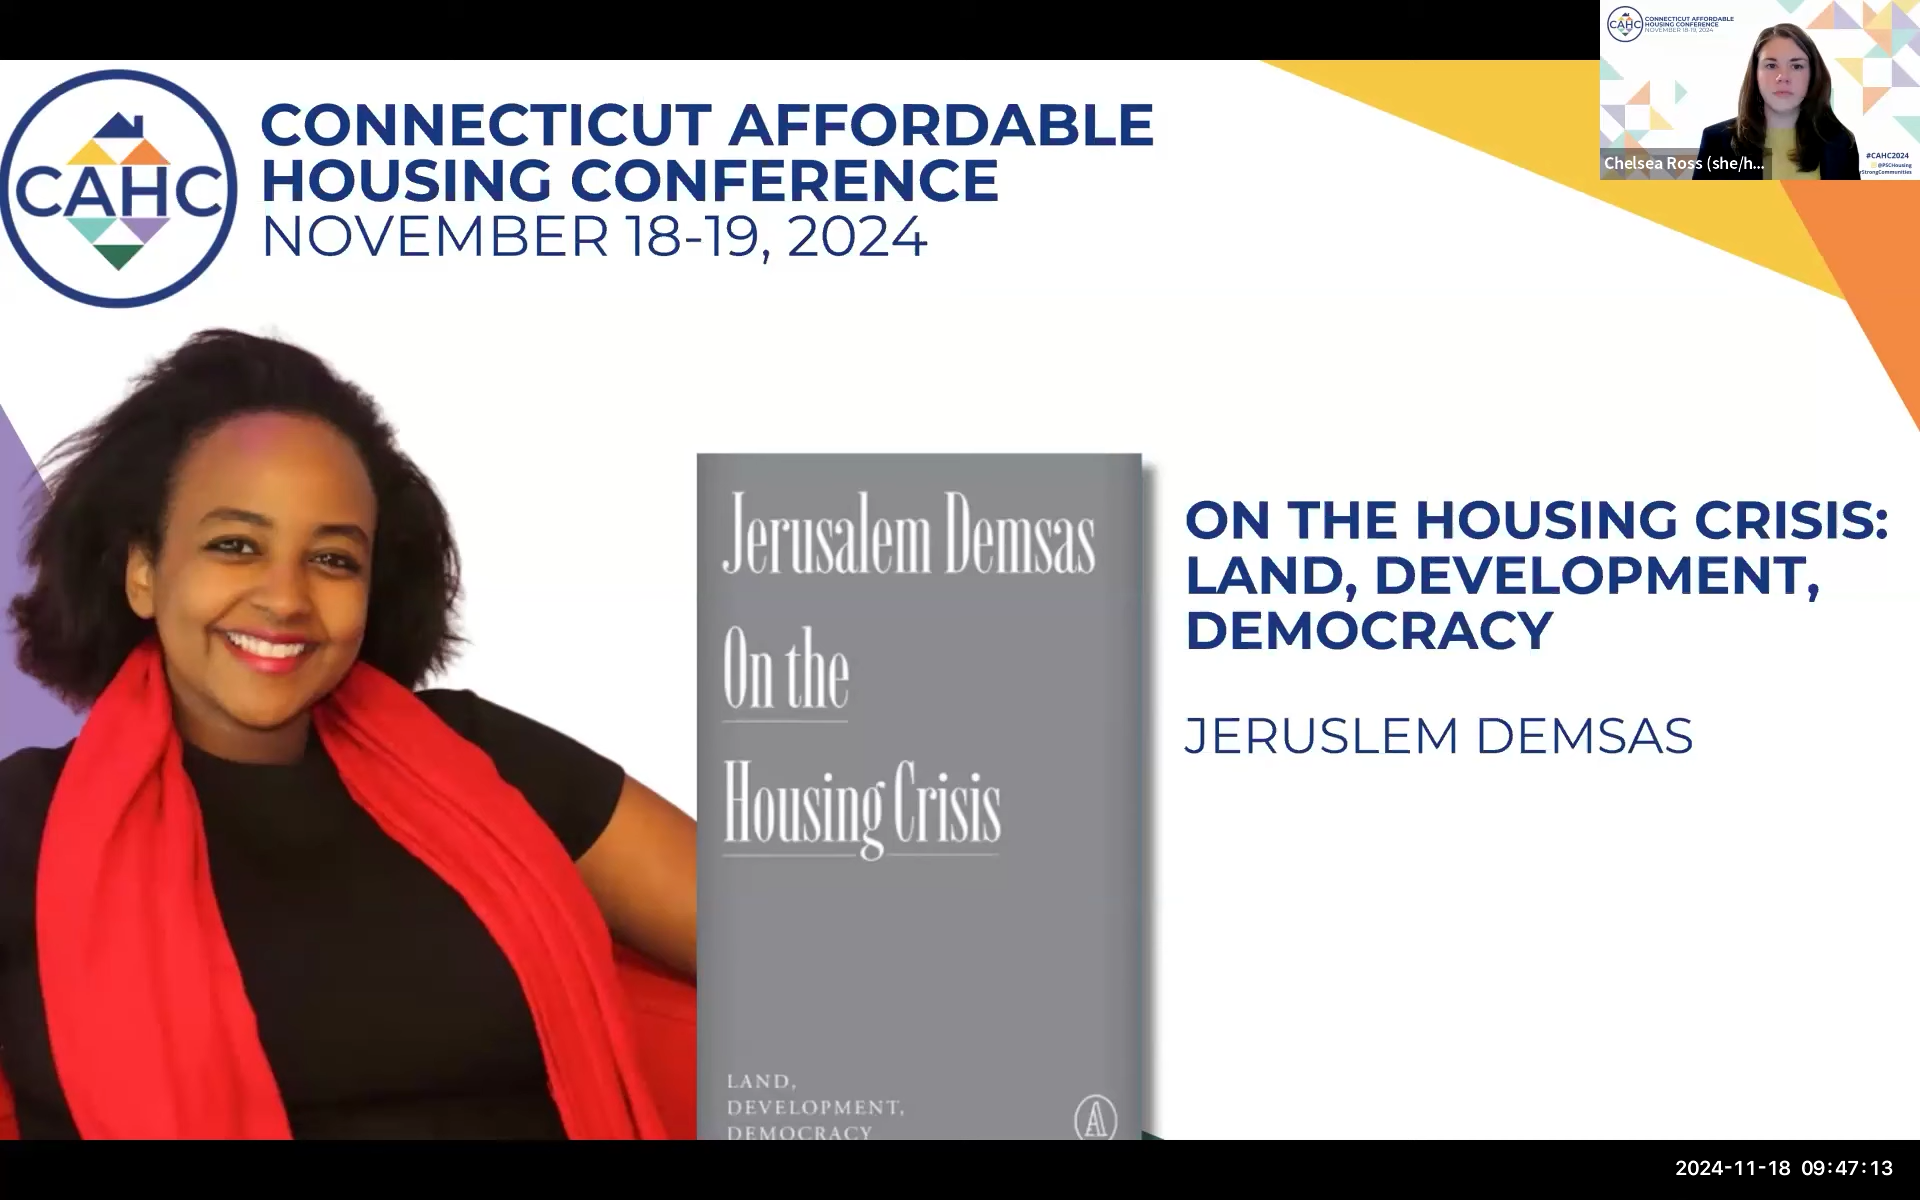 CAHC
CONNECTICUT AFFORDABLE
HOUSING CONFERENCE
NOVEMBER 18-19, 2024
CAHC
CONNECTICUT AFFORDABLE
HOUSING CONFERENCE
NOVEMBER 18-19, 2024
#CAHC2024
@PSCHousing
StrongCommunities
Chelsea Ross (she/h...
Jerusalem Demsas
On the
Housing Crisis
LAND,
DEVELOPMENT,
DEMOCRACY
A
ON THE HOUSING CRISIS:
LAND, DEVELOPMENT,
DEMOCRACY
JERUSLEM DEMSAS
2024-11-18 09:47:13